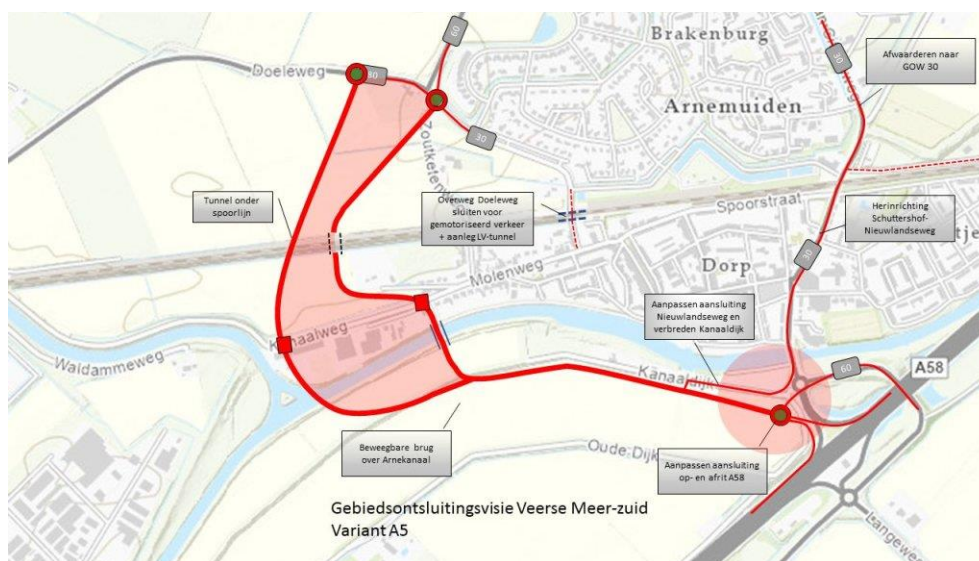 60
30
Afwaarderen naar
GOW 30
Brakenburg
Doeleweg
30
Arnemuiden
30
Tunnel onder
spoorlijn
Overweg Doeleweg
sluiten voor
gemotoriseerd verkeer
+ aanleg LV-tunnel
Spoorstraat
Herinrichting
Schuttershof-
Nieuwlandseweg
Molenweg
Dorp
30
Aanpassen aansluiting
Nieuwlandseweg en
verbreden Kanaaldijk
Kanaalweg
Waidammeweg
Kanaaldijk
60
A58
Beweegbare brug
over Arnekanaal
Oude Dijk
Aanpassen aansluiting
op- en afrit A58
Gebiedsontsluitingsvisie Veerse Meer-zuid
Variant A5
Langeweg